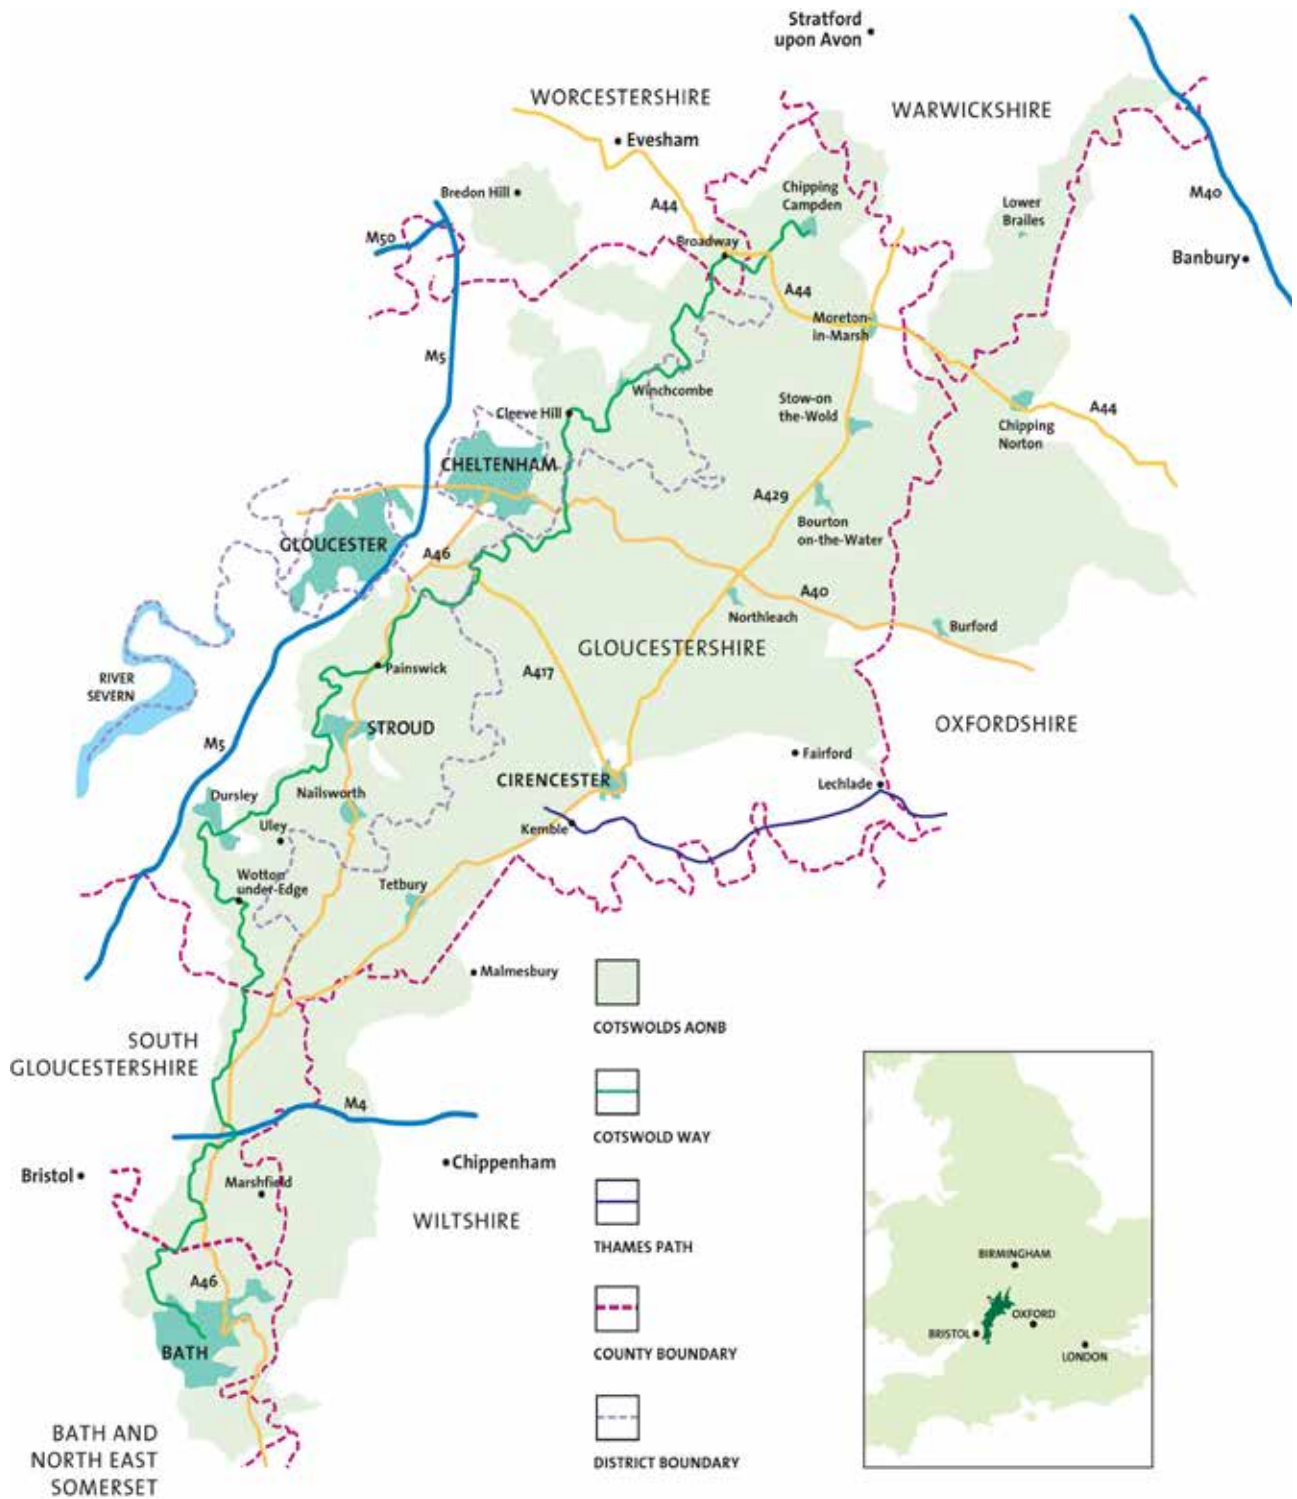 Stratford
upon Avon
WORCESTERSHIRE
WARWICKSHIRE
Evesham
Bredon Hill
A44
Chipping
Campden
Lower
Brailes
M40
M50
Broadway
Banbury
A44
Moreton-
in-Marsh
M5
Winchcombe
Stow-on
the-Wold
Cleeve Hill
A44
Chipping
Norton
CHELTENHAM
A429
Bourton
on-the-Water
GLOUCESTER
A46
A40
Northleach
Burford
GLOUCESTERSHIRE
RIVER
SEVERN
Painswick
A417
STROUD
OXFORDSHIRE
M5
Fairford
CIRENCESTER
Lechlade
Dursley
Nailsworth
Uley
Kemble
Wotton
under-Edge
Tetbury
Malmesbury
COTSWOLDS AONB
SOUTH
GLOUCESTERSHIRE
M4
COTSWOLD WAY
Bristol
Chippenham
Marshfield
WILTSHIRE
THAMES PATH
A46
BATH
COUNTY BOUNDARY
BATH AND
NORTH EAST
SOMERSET
DISTRICT BOUNDARY
BIRMINGHAM
OXFORD
BRISTOL
LONDON